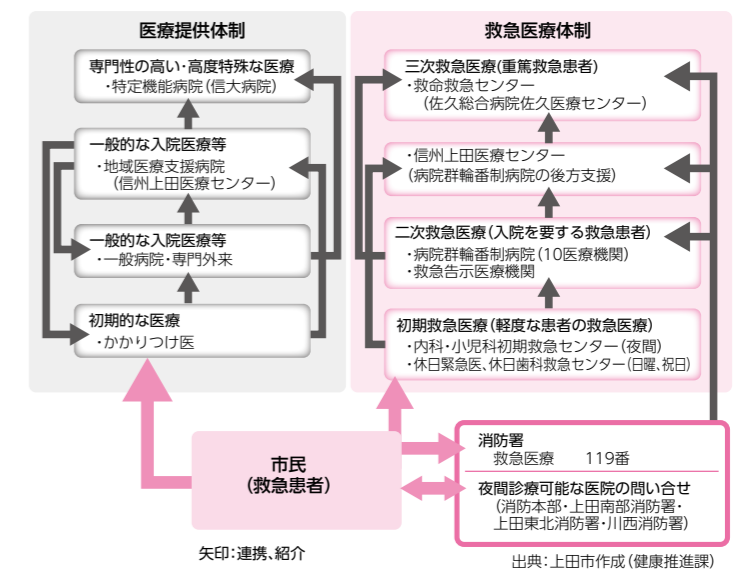 医療提供体制
専門性の高い・高度特殊な医療
・特定機能病院（信大病院）
一般的な入院医療等
・地域医療支援病院
（信州上田医療センター）
一般的な入院医療等
・一般病院・専門外来
初期的な医療
・かかりつけ医
救急医療体制
三次救急医療（重篤救急患者）
・救命救急センター
（佐久総合病院佐久医療センター）
・信州上田医療センター
（病院群輪番制病院の後方支援）
二次救急医療（入院を要する救急患者）
・病院群輪番制病院（10医療機関）
・救急告示医療機関
初期救急医療（軽度な患者の救急医療）
・内科・小児科初期救急センター（夜間）
・休日緊急医、休日歯科救急センター（日曜、祝日）
市民
（救急患者）
消防署
救急医療　119番
夜間診療可能な医院の問い合せ
（消防本部・上田南部消防署・
上田東北消防署・川西消防署）
矢印：連携、紹介
出典：上田市作成（健康推進課）